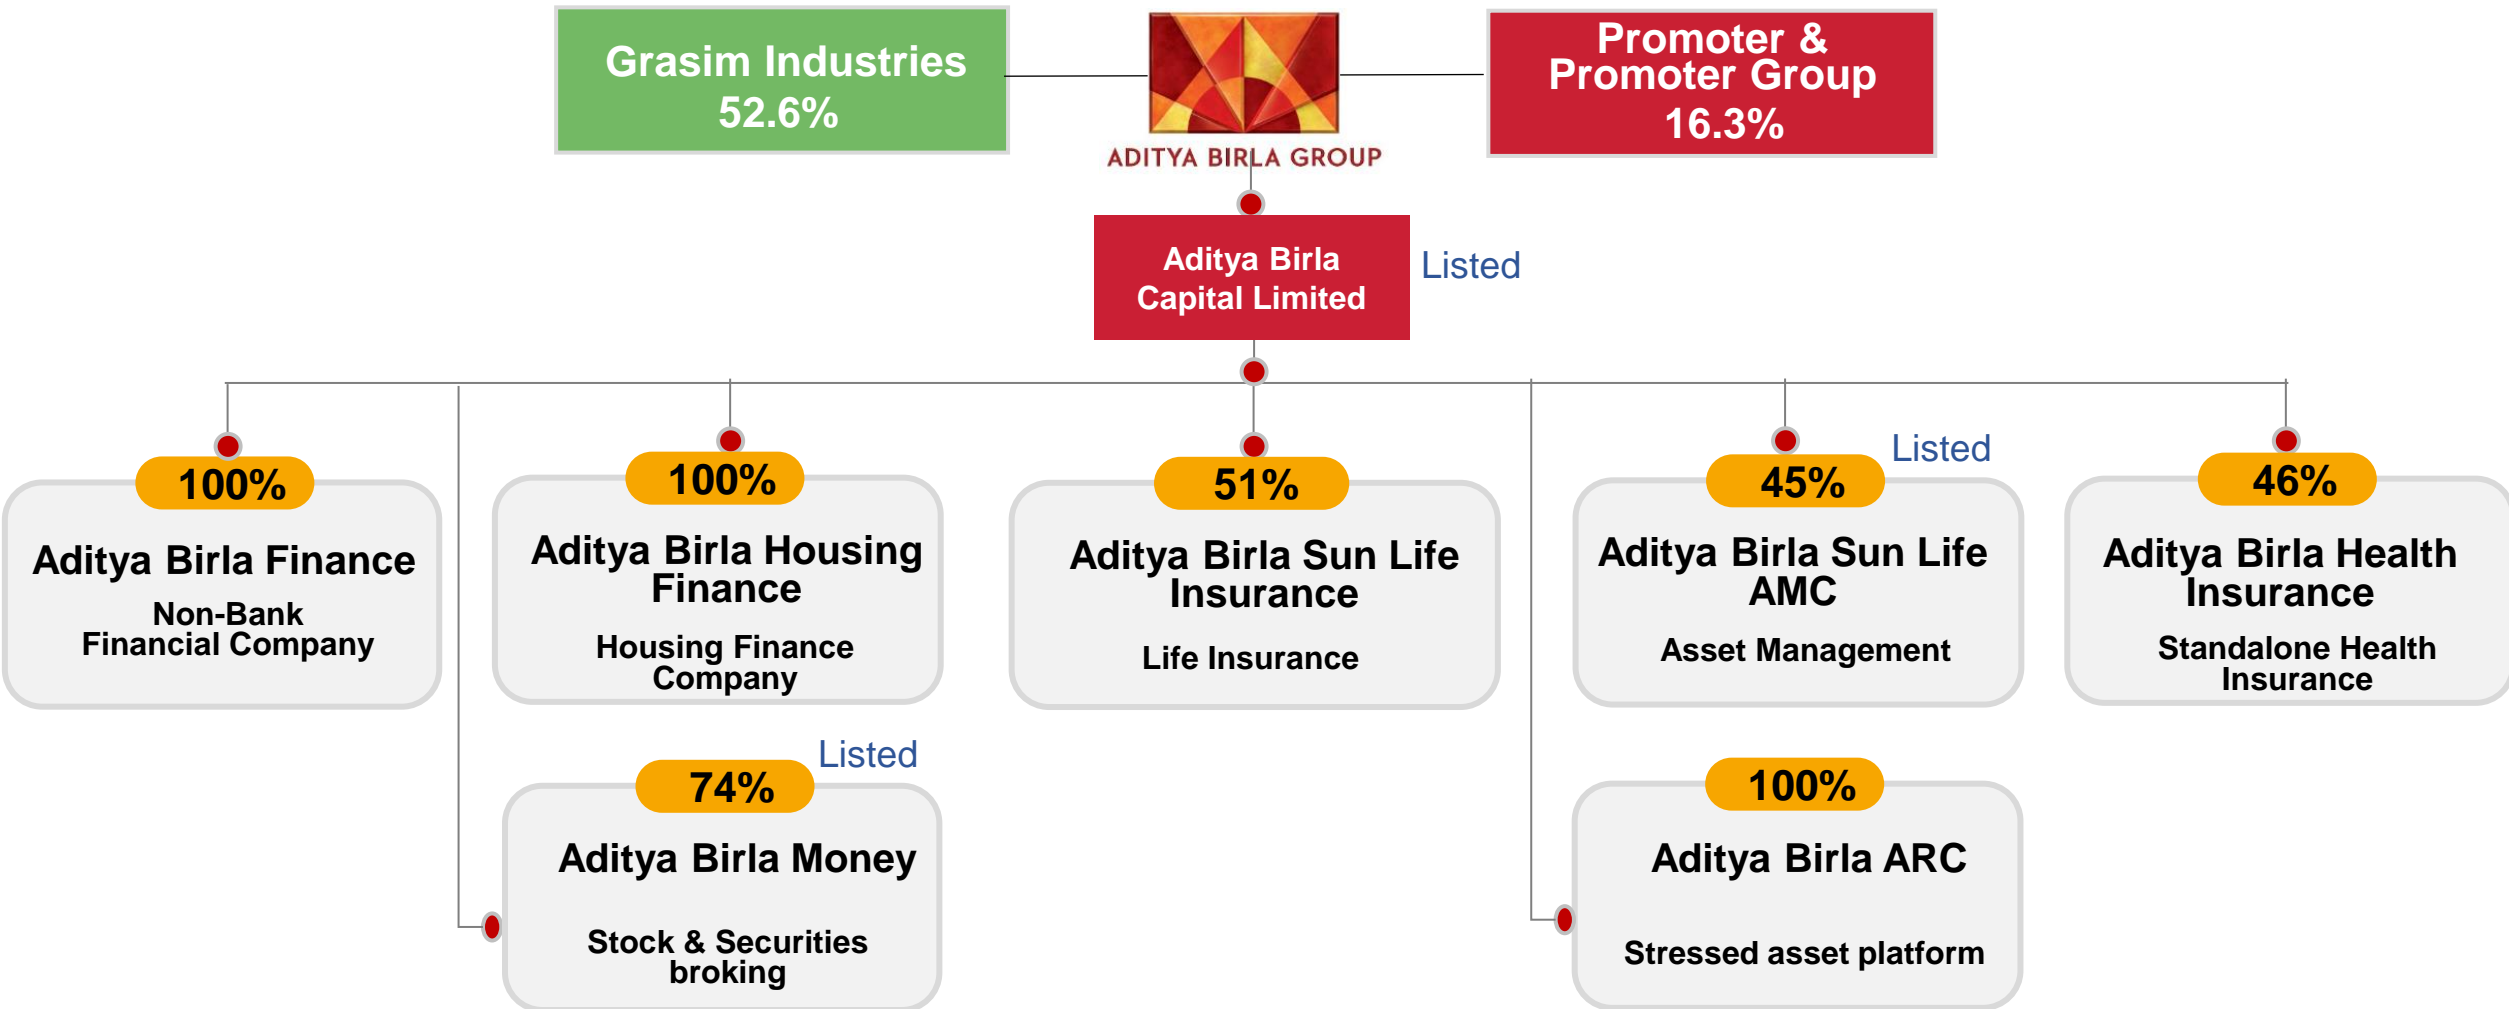 Grasim Industries
52.6%
ADITYA BIRLA GROUP
Promoter &
Promoter Group
16.3%
Aditya Birla
Capital Limited
Listed
100%
Aditya Birla Finance
Non-Bank
Financial Company
100%
Aditya Birla Housing
Finance
Housing Finance
Company
51%
Aditya Birla Sun Life
Insurance
Life Insurance
Listed
45%
Aditya Birla Sun Life
AMC
Asset Management
46%
Aditya Birla Health
Insurance
Standalone Health
Insurance
Listed
74%
Aditya Birla Money
Stock & Securities
broking
100%
Aditya Birla ARC
Stressed asset platform